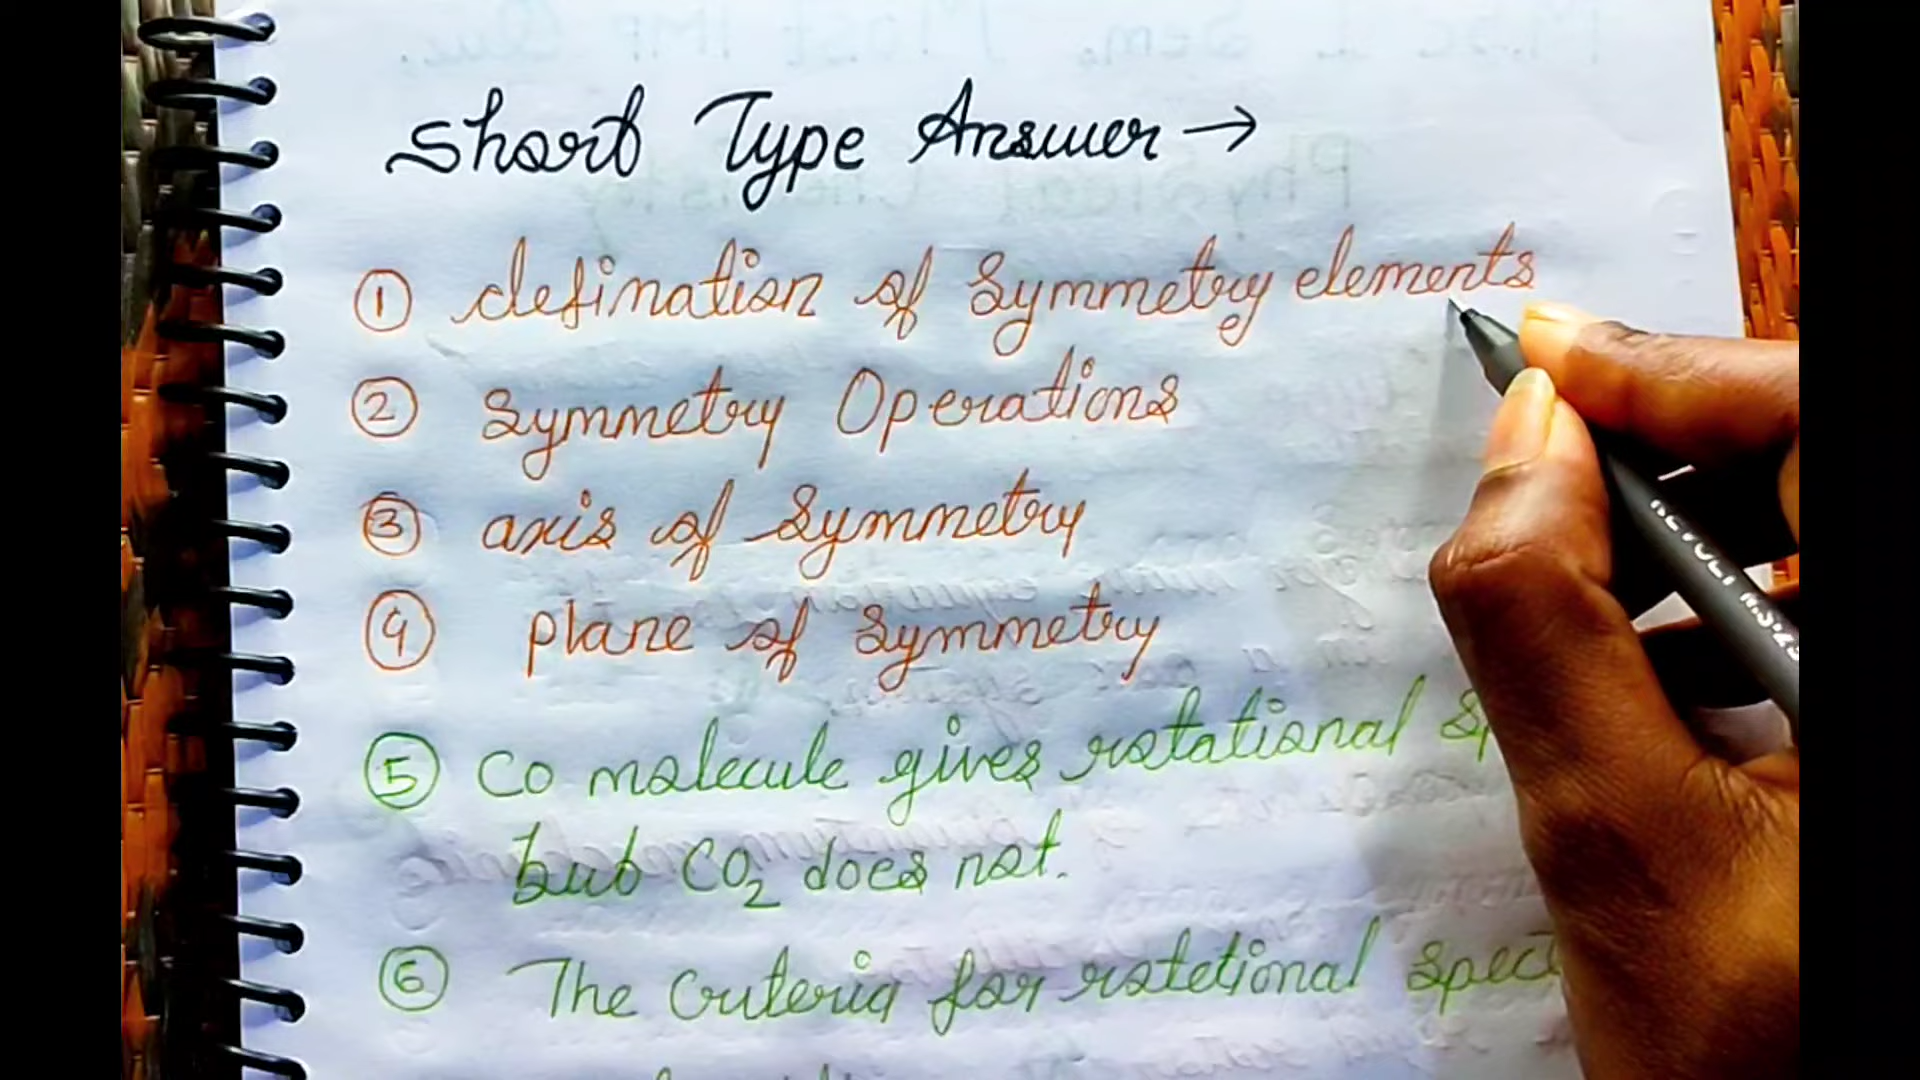 Short Type Answer →
① defination of Symmetry elements
② Symmetry Operations
③ axis of Symmetry
④ plane of Symmetry
⑤ CO molecule gives rotational
but CO₂ does not.
⑥ The Criteria for rotetional